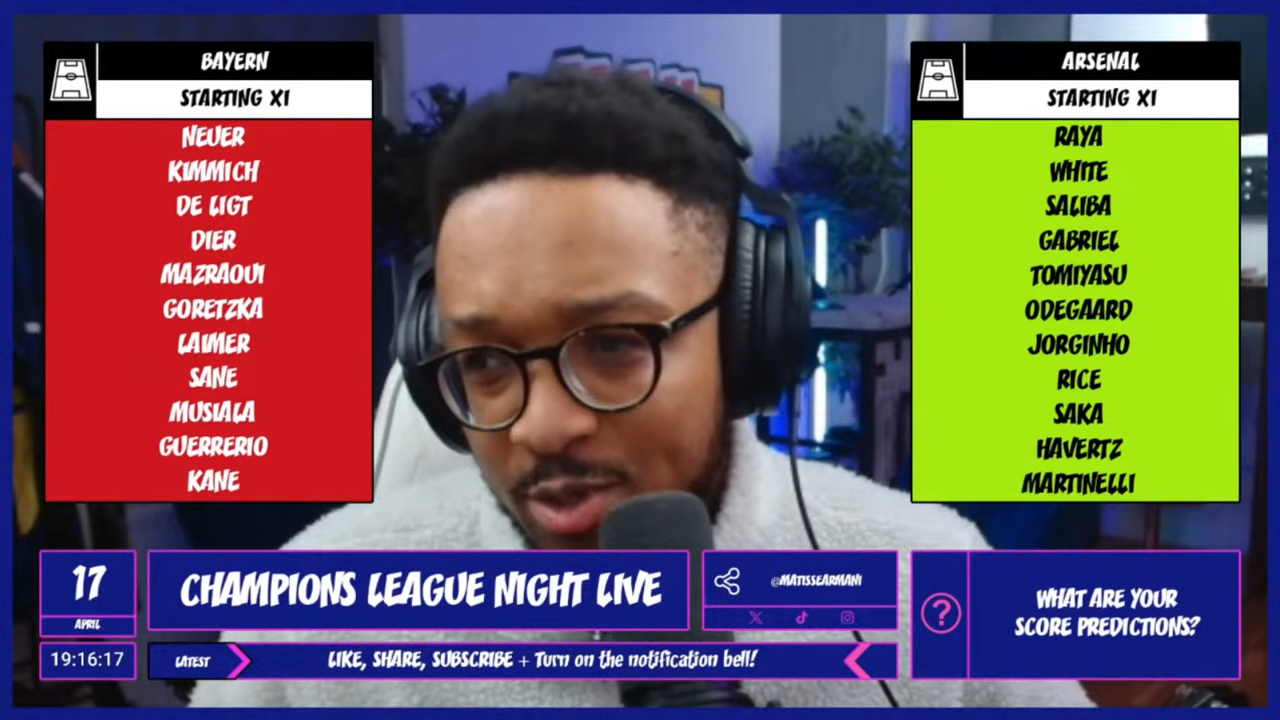 BAYERN
STARTING XI
NEUER
KIMMICH
DE LIGT
DIER
MAZRAOUI
GORETZKA
LAIMER
SANE
MUSIALA
GUERRERIO
KANE
ARSENAL
STARTING XI
RAYA
WHITE
SALIBA
GABRIEL
TOMIYASU
ODEGAARD
JORGINHO
RICE
SAKA
HAVERTZ
MARTINELLI
17
APRIL
19:16:17
CHAMPIONS LEAGUE NIGHT LIVE
LATEST
LIKE, SHARE, SUBSCRIBE + Turn on the notification bell!
@MATISSEARMANI
?
WHAT ARE YOUR
SCORE PREDICTIONS?